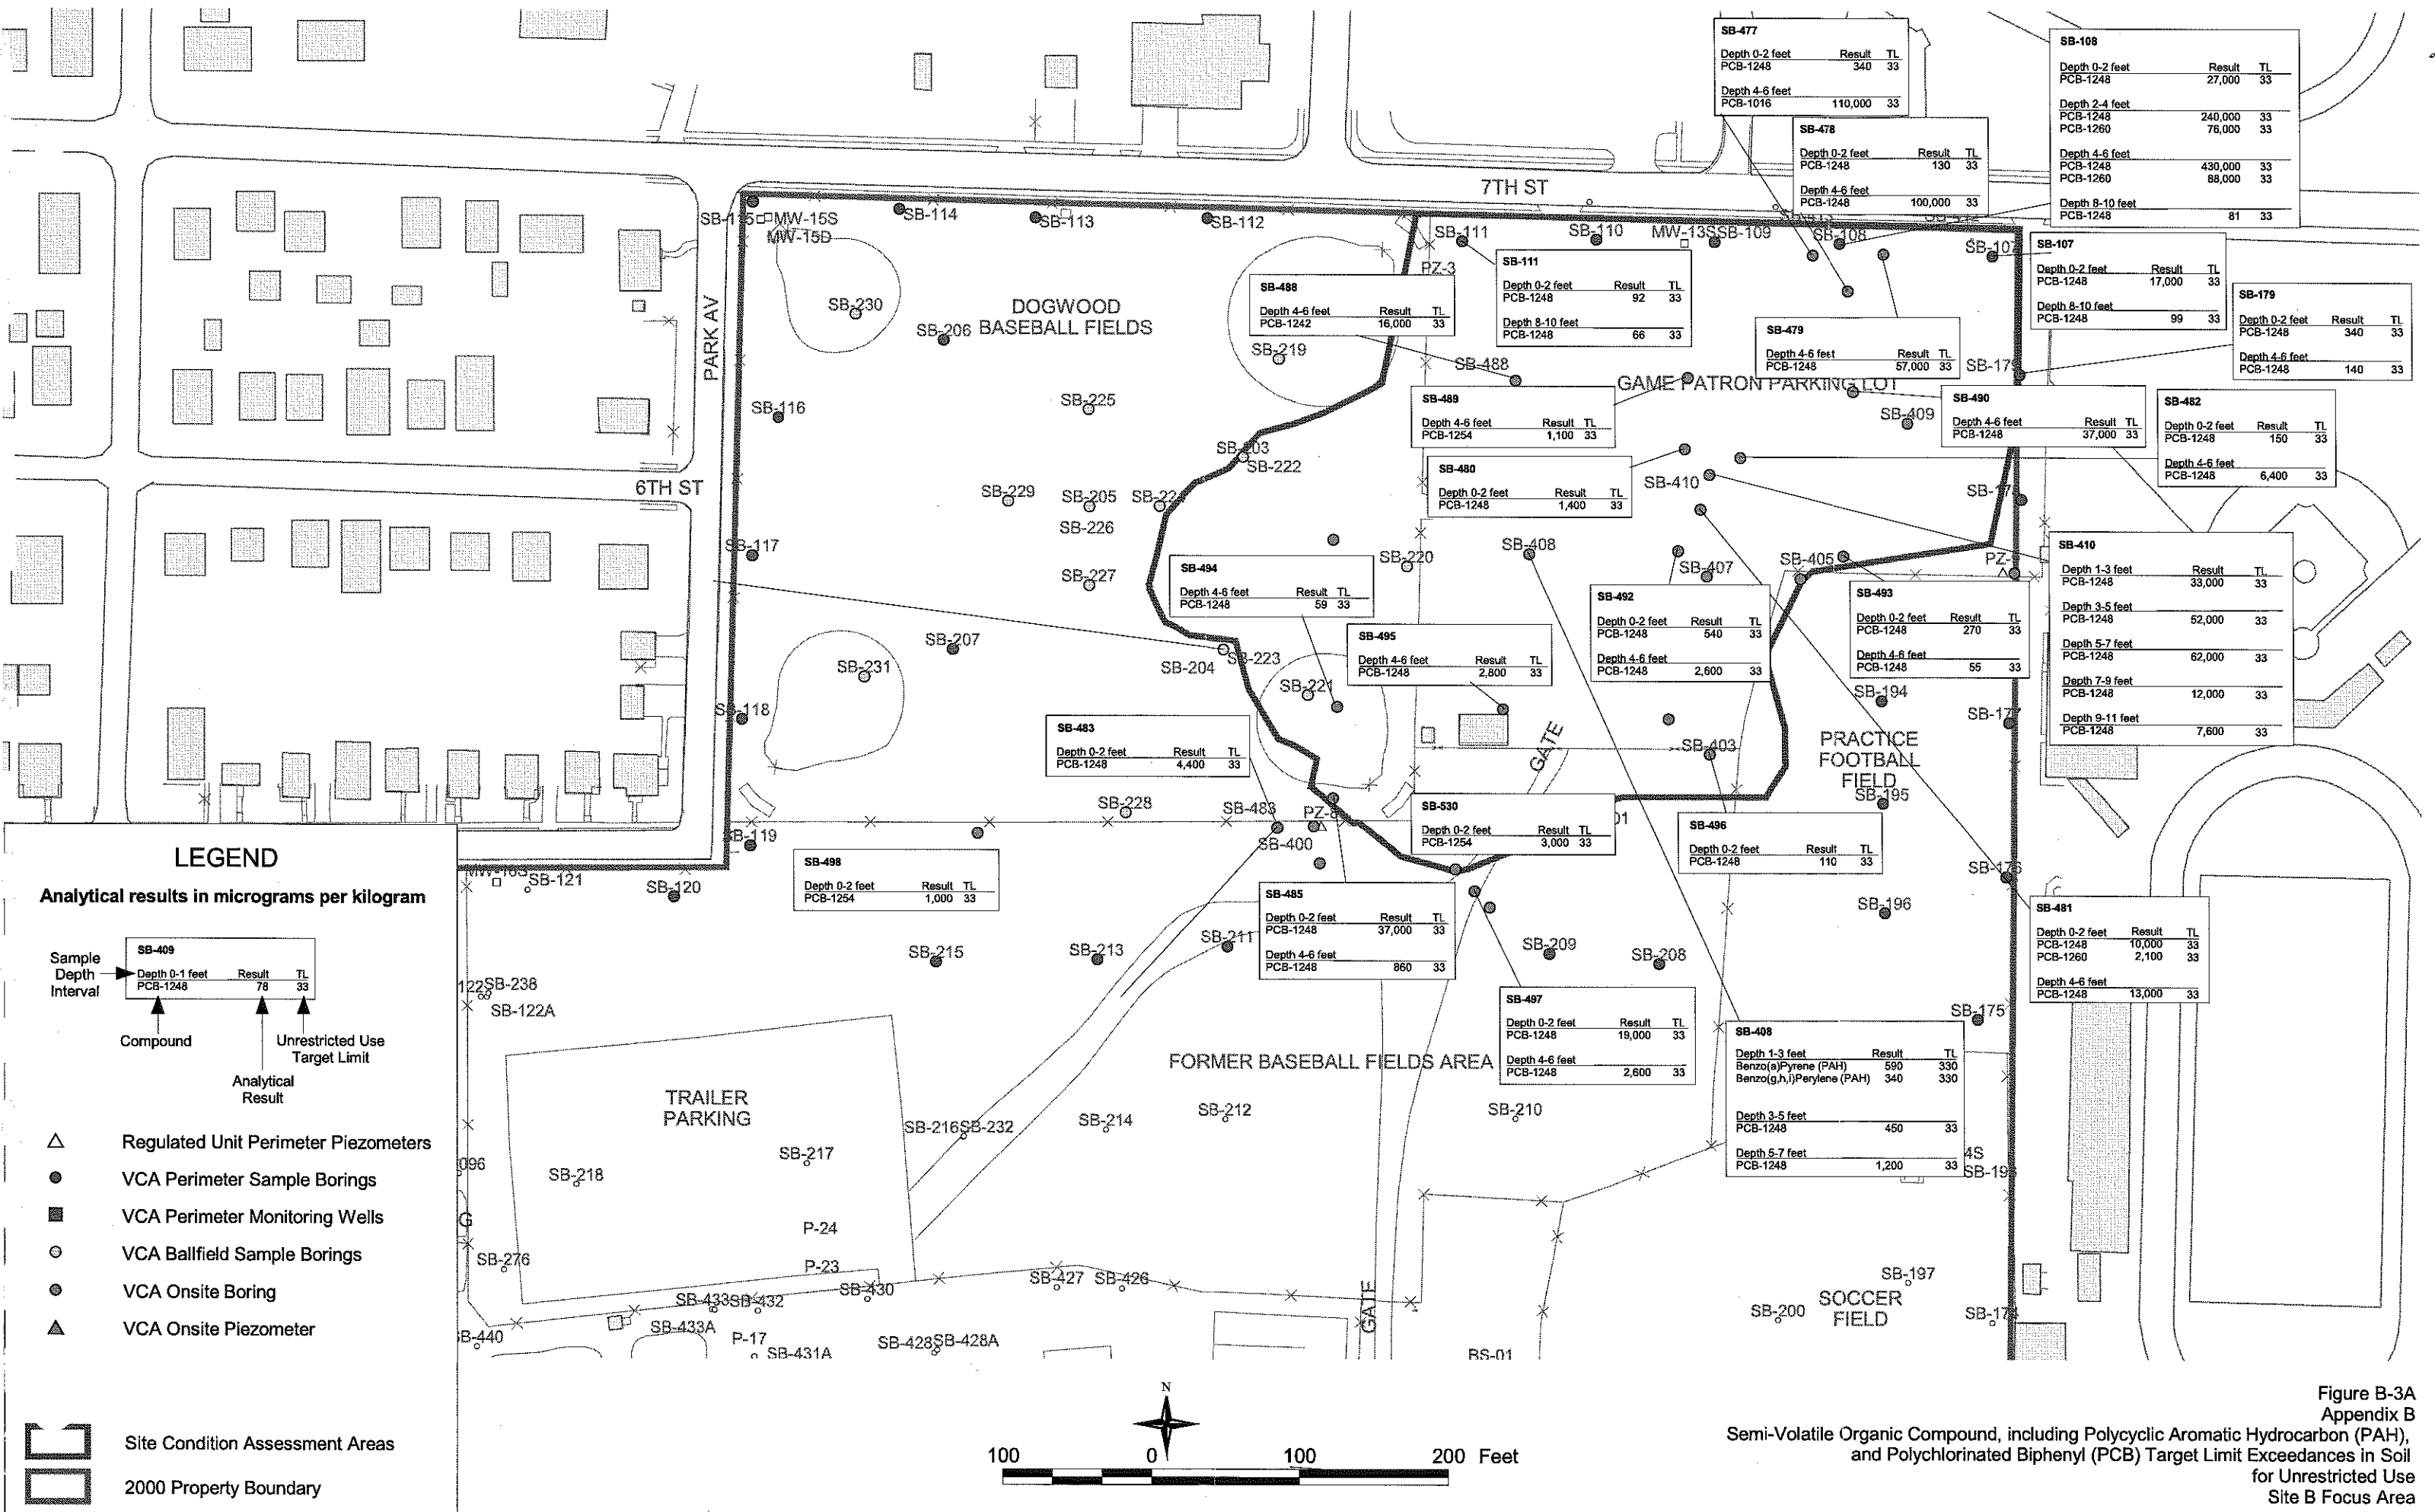 SB-477
Depth 0-2 feet Result TL
PCB-1248 340 33
Depth 4-6 feet
PCB-1016 110,000 33
SB-108
Depth 0-2 feet Result TL
PCB-1248 27,000 33
Depth 2-4 feet
PCB-1248 240,000 33
PCB-1260 76,000 33
Depth 4-6 feet
PCB-1248 430,000 33
PCB-1260 88,000 33
Depth 8-10 feet
PCB-1248 81 33
SB-478
Depth 0-2 feet Result TL
PCB-1248 130 33
Depth 4-6 feet
PCB-1248 100,000 33
7TH ST
SB-115 MW-15S
MW-15D
SB-114
SB-113
SB-112
SB-111
SB-110
MW-13S SB-109
SB-108
SB-107
PZ-3
SB-107
Depth 0-2 feet Result TL
PCB-1248 17,000 33
Depth 8-10 feet
PCB-1248 99 33
SB-111
Depth 0-2 feet Result TL
PCB-1248 92 33
Depth 8-10 feet
PCB-1248 66 33
SB-488
Depth 4-6 feet Result TL
PCB-1242 16,000 33
SB-179
Depth 0-2 feet Result TL
PCB-1248 340 33
Depth 4-6 feet
PCB-1248 140 33
SB-479
Depth 4-6 feet Result TL
PCB-1248 57,000 33
PARK AV
SB-230
SB-206
DOGWOOD
BASEBALL FIELDS
SB-219
SB-488
SB-179
GAME PATRON PARKING LOT
SB-489
Depth 4-6 feet Result TL
PCB-1254 1,100 33
SB-490
Depth 4-6 feet Result TL
PCB-1248 37,000 33
SB-482
Depth 0-2 feet Result TL
PCB-1248 150 33
Depth 4-6 feet
PCB-1248 6,400 33
SB-116
SB-225
SB-409
SB-203
SB-222
SB-480
Depth 0-2 feet Result TL
PCB-1248 1,400 33
SB-410
6TH ST
SB-229
SB-205
SB-226
SB-117
SB-227
SB-220
SB-408
SB-407
SB-405
SB-410
Depth 1-3 feet Result TL
PCB-1248 33,000 33
Depth 3-5 feet
PCB-1248 52,000 33
Depth 5-7 feet
PCB-1248 62,000 33
Depth 7-9 feet
PCB-1248 12,000 33
Depth 9-11 feet
PCB-1248 7,600 33
SB-494
Depth 4-6 feet Result TL
PCB-1248 59 33
SB-492
Depth 0-2 feet Result TL
PCB-1248 540 33
Depth 4-6 feet
PCB-1248 2,600 33
SB-493
Depth 0-2 feet Result TL
PCB-1248 270 33
Depth 4-6 feet
PCB-1248 55 33
SB-495
Depth 4-6 feet Result TL
PCB-1248 2,800 33
SB-207
SB-231
SB-204
SB-223
SB-221
SB-194
SB-118
SB-177
SB-483
Depth 0-2 feet Result TL
PCB-1248 4,400 33
GATE
SB-403
PRACTICE
FOOTBALL
FIELD
SB-195
SB-228
SB-483
SB-400
SB-119
SB-530
Depth 0-2 feet Result TL
PCB-1254 3,000 33
SB-496
Depth 0-2 feet Result TL
PCB-1248 110 33
SB-498
Depth 0-2 feet Result TL
PCB-1254 1,000 33
SB-121
SB-120
SB-176
SB-485
Depth 0-2 feet Result TL
PCB-1248 37,000 33
Depth 4-6 feet
PCB-1248 860 33
SB-481
Depth 0-2 feet Result TL
PCB-1248 10,000 33
PCB-1260 2,100 33
Depth 4-6 feet
PCB-1248 13,000 33
SB-196
SB-215
SB-213
SB-211
SB-209
SB-208
SB-238
SB-122A
SB-175
SB-497
Depth 0-2 feet Result TL
PCB-1248 19,000 33
Depth 4-6 feet
PCB-1248 2,600 33
SB-408
Depth 1-3 feet Result TL
Benzo(a)Pyrene (PAH) 590 330
Benzo(g,h,i)Perylene (PAH) 340 330
Depth 3-5 feet
PCB-1248 450 33
Depth 5-7 feet
PCB-1248 1,200 33
FORMER BASEBALL FIELDS AREA
TRAILER
PARKING
SB-216 SB-232
SB-214
SB-212
SB-210
SB-217
SB-218
4S
P-24
P-23
SB-276
SB-430
SB-427
SB-426
SB-433 SB-432
SB-433A
P-17
SB-431A
SB-428 SB-428A
SB-440
GATE
SB-197
SB-200
SOCCER
FIELD
SB-174
BS-01
LEGEND
Analytical results in micrograms per kilogram
SB-409
Depth 0-1 feet Result TL
PCB-1248 78 33
Sample
Depth
Interval
Compound
Unrestricted Use
Target Limit
Analytical
Result
Regulated Unit Perimeter Piezometers
VCA Perimeter Sample Borings
VCA Perimeter Monitoring Wells
VCA Ballfield Sample Borings
VCA Onsite Boring
VCA Onsite Piezometer
Site Condition Assessment Areas
2000 Property Boundary
N
100 0 100 200 Feet
Figure B-3A
Appendix B
Semi-Volatile Organic Compound, including Polycyclic Aromatic Hydrocarbon (PAH),
and Polychlorinated Biphenyl (PCB) Target Limit Exceedances in Soil
for Unrestricted Use
Site B Focus Area